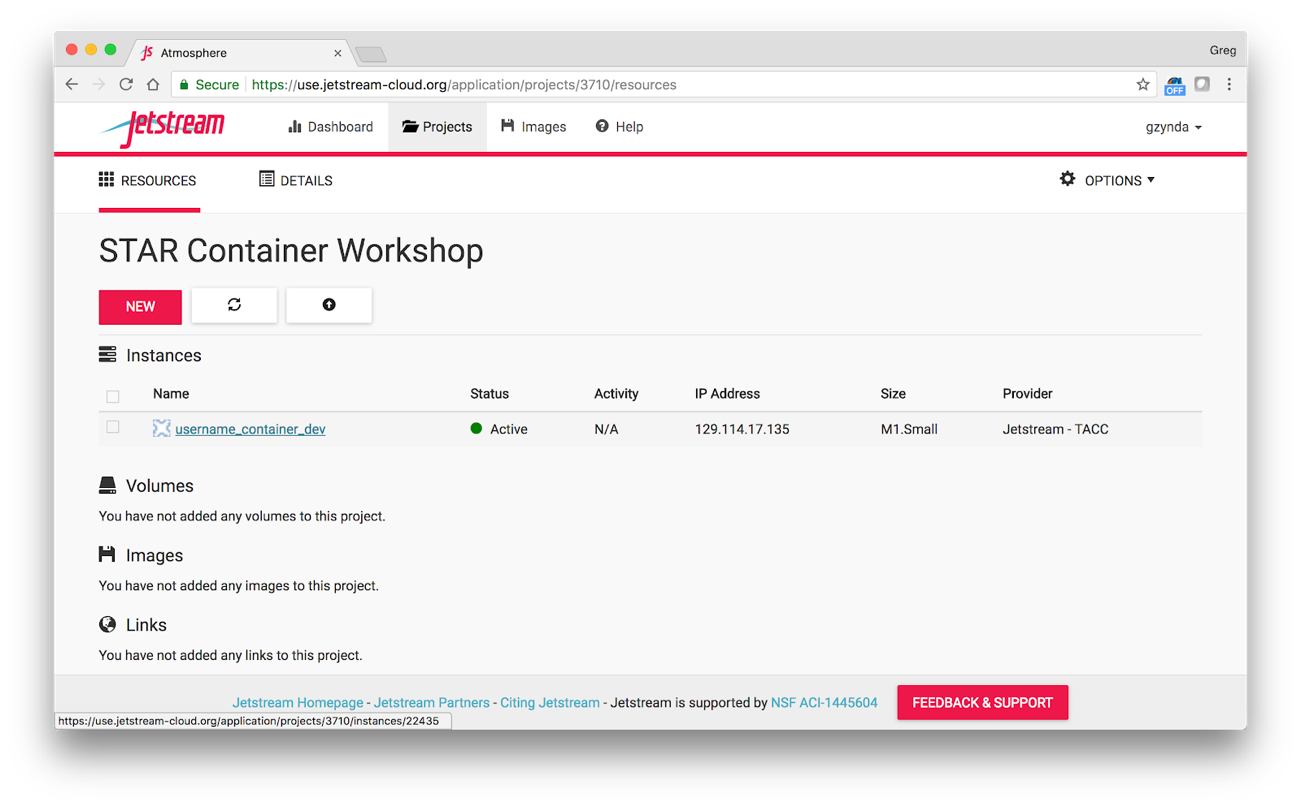 JS Atmosphere
Greg
Secure https://use.jetstream-cloud.org/application/projects/3710/resources
OFF
Jetstream
Dashboard Projects Images Help gzynda
RESOURCES DETAILS OPTIONS
STAR Container Workshop
NEW
Instances
Name Status Activity IP Address Size Provider
username_container_dev Active N/A 129.114.17.135 M1.Small Jetstream - TACC
Volumes
You have not added any volumes to this project.
Images
You have not added any images to this project.
Links
You have not added any links to this project.
Jetstream Homepage - Jetstream Partners - Citing Jetstream - Jetstream is supported by NSF ACI-1445604 FEEDBACK & SUPPORT
https://use.jetstream-cloud.org/application/projects/3710/instances/22435